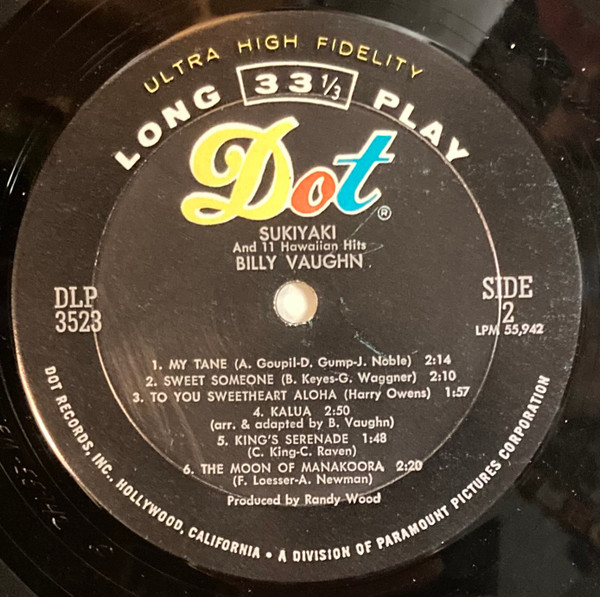 ULTRA HIGH FIDELITY
LONG 33 1/3 PLAY
Dot®
SUKIYAKI
And 11 Hawaiian Hits
BILLY VAUGHN
DLP
3523
SIDE
2
LPM 55,942
1. MY TANE (A. Goupil-D. Gump-J. Noble) 2:14
2. SWEET SOMEONE (B. Keyes-G. Waggner) 2:10
3. TO YOU SWEETHEART ALOHA (Harry Owens) 1:57
4. KALUA 2:50
(arr. & adapted by B. Vaughn)
5. KING'S SERENADE 1:48
(C. King-C. Raven)
6. THE MOON OF MANAKOORA 2:20
(F. Loesser-A. Newman)
Produced by Randy Wood
DOT RECORDS, INC., HOLLYWOOD, CALIFORNIA • A DIVISION OF PARAMOUNT PICTURES CORPORATION